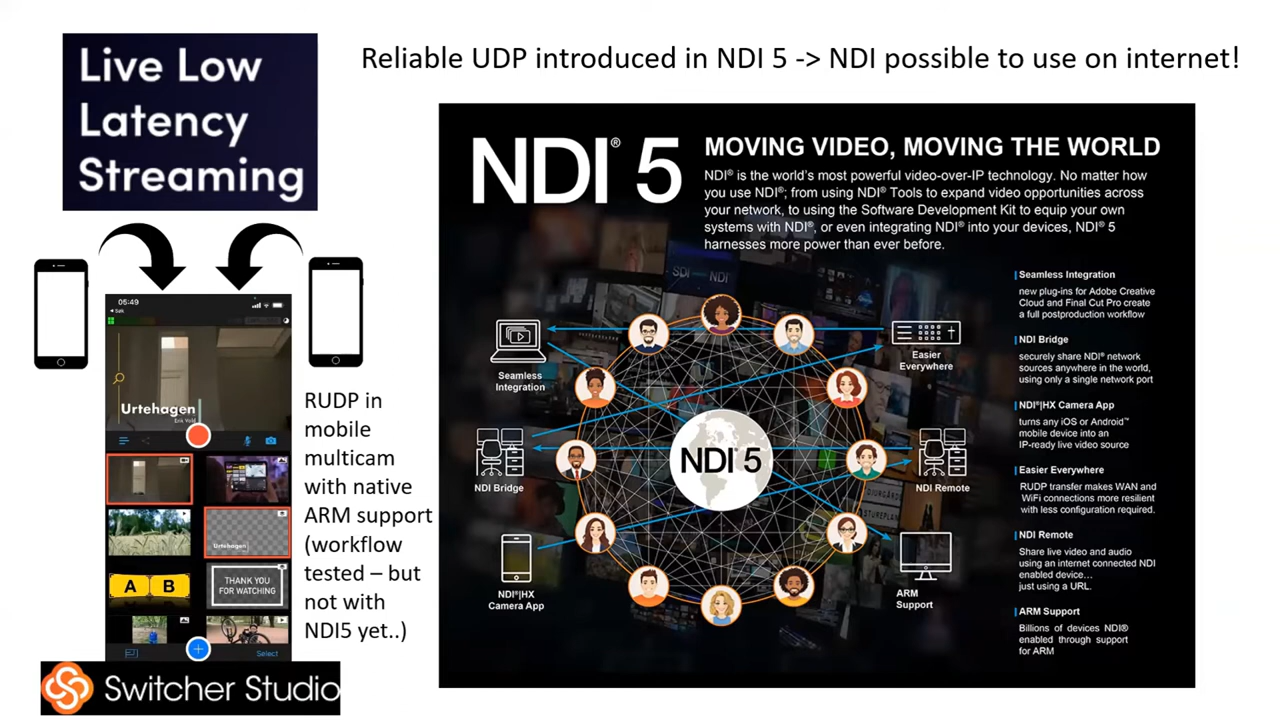 Live Low
Latency
Streaming
Reliable UDP introduced in NDI 5 -> NDI possible to use on internet!
05:49
Søk
Urtehagen
Urtehagen
A B
THANK YOU
FOR WATCHING
Select
Switcher Studio
RUDP in
mobile
multicam
with native
ARM support
(workflow
tested – but
not with
NDI5 yet..)
NDI® 5
MOVING VIDEO, MOVING THE WORLD
NDI® is the world's most powerful video-over-IP technology. No matter how
you use NDI®; from using NDI® Tools to expand video opportunities across
your network, to using the Software Development Kit to equip your own
systems with NDI®, or even integrating NDI® into your devices, NDI® 5
harnesses more power than ever before.
SDI NDI
Seamless
Integration
NDI Bridge
NDI®|HX
Camera App
NDI® 5
Easier
Everywhere
NDI Remote
ARM
Support
Seamless Integration
new plug-ins for Adobe Creative
Cloud and Final Cut Pro create
a full postproduction workflow
NDI Bridge
securely share NDI® network
sources anywhere in the world,
using only a single network port
NDI®|HX Camera App
turns any iOS or Android™
mobile device into an
IP-ready live video source
Easier Everywhere
RUDP transfer makes WAN and
WiFi connections more resilient
with less configuration required.
NDI Remote
Share live video and audio
using an internet connected NDI
enabled device…
just using a URL.
ARM Support
Billions of devices NDI®
enabled through support
for ARM